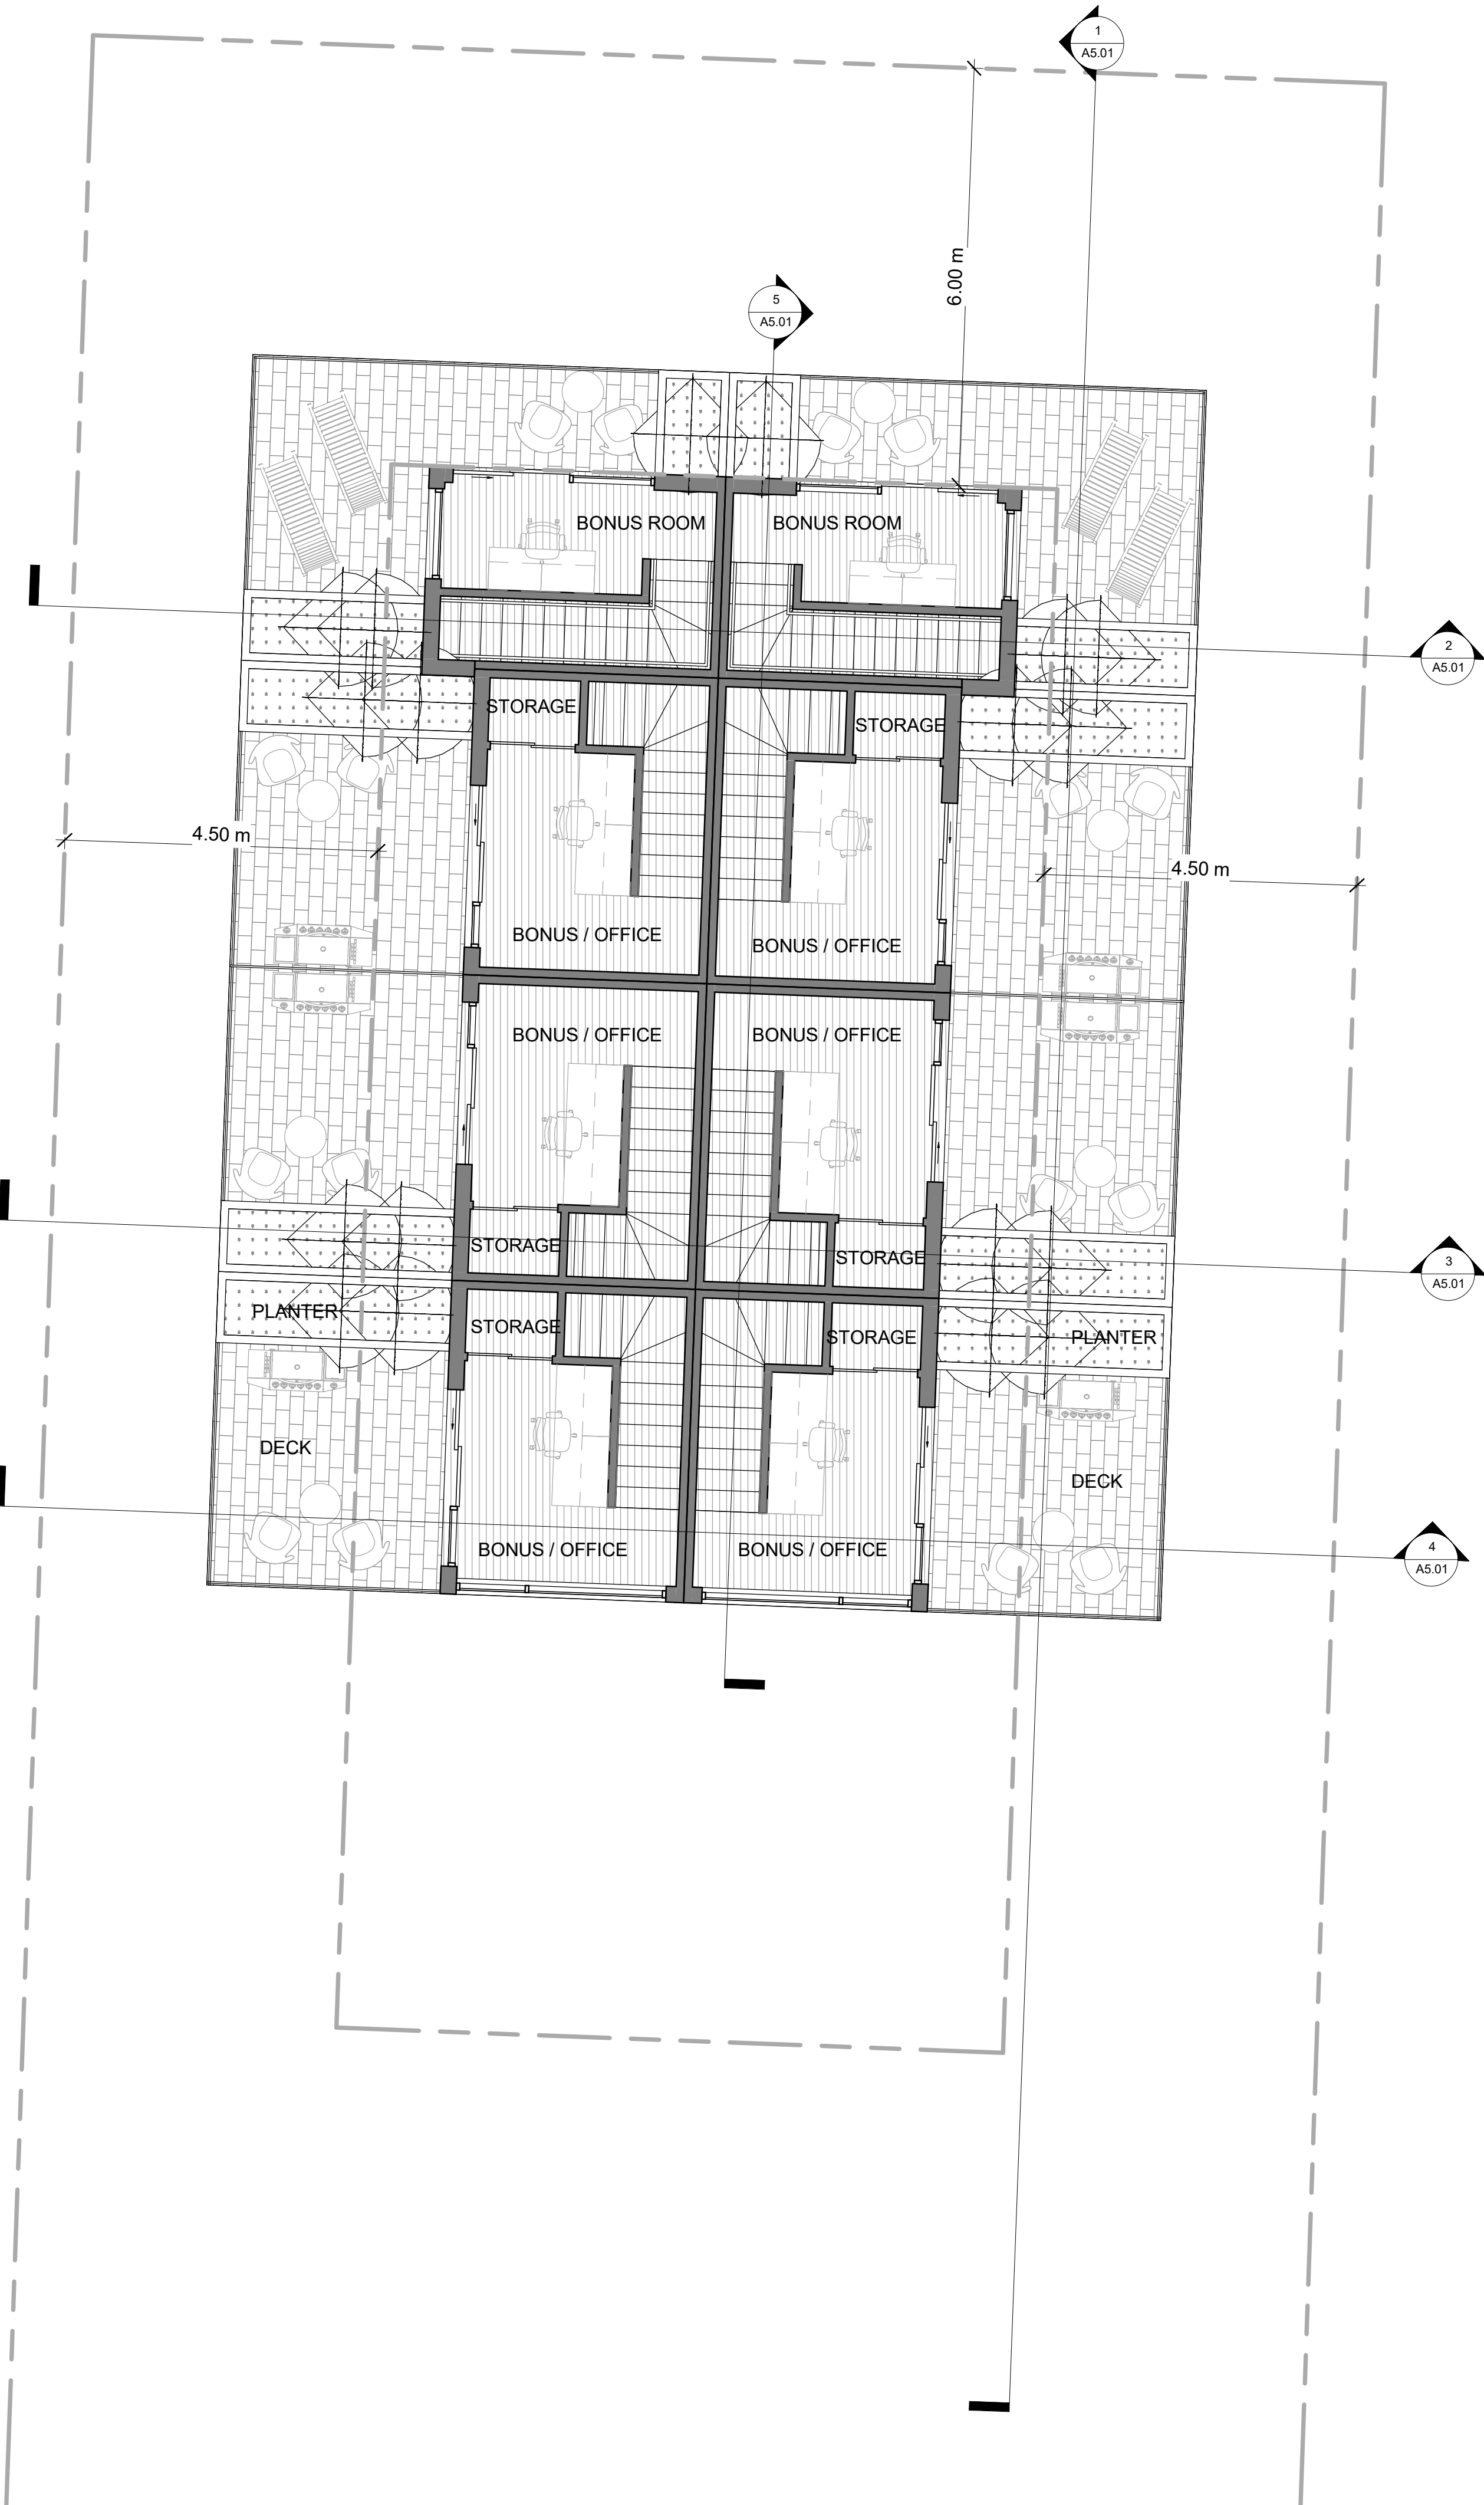 1
A5.01
6.00 m
5
A5.01
BONUS ROOM
BONUS ROOM
2
A5.01
STORAGE
STORAGE
4.50 m
4.50 m
BONUS / OFFICE
BONUS / OFFICE
BONUS / OFFICE
BONUS / OFFICE
STORAGE
STORAGE
3
A5.01
PLANTER
STORAGE
STORAGE
PLANTER
DECK
DECK
BONUS / OFFICE
BONUS / OFFICE
4
A5.01